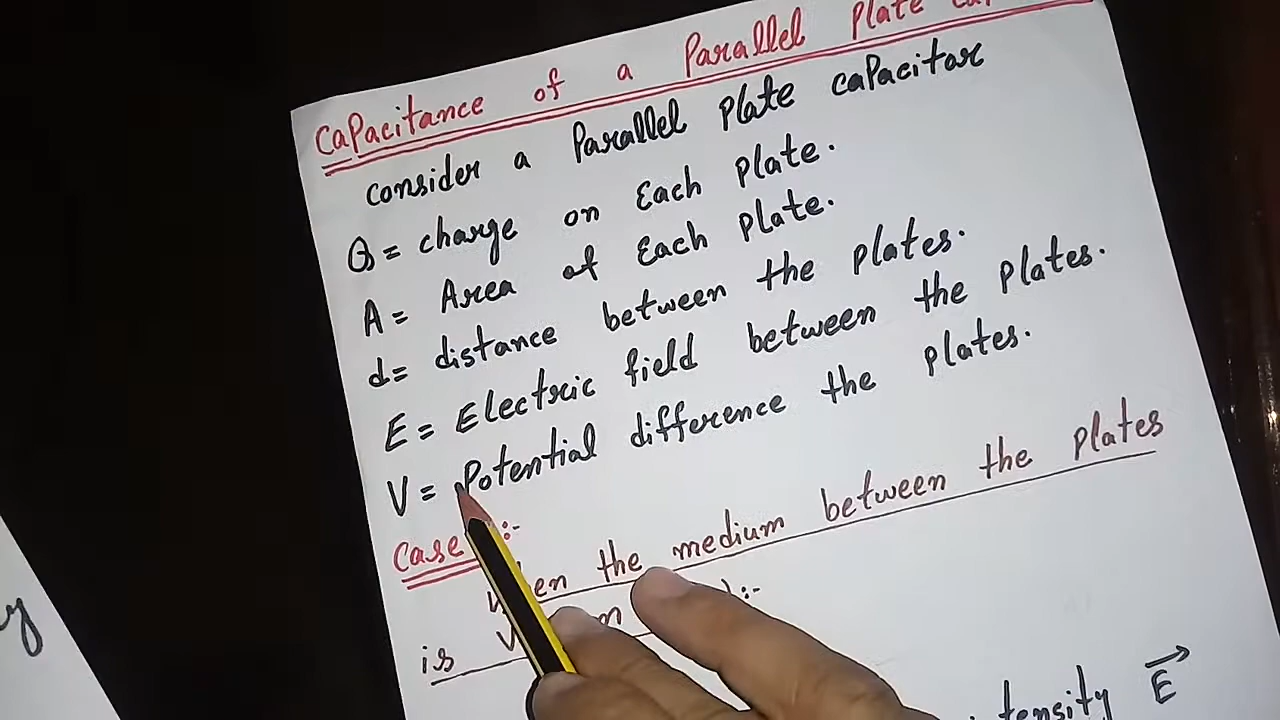 Capacitance of a Parallel Plate
Consider a Parallel Plate Capacitor
Q = charge on Each Plate.
A = Area of Each Plate.
d = distance between the plates.
E = Electric field between the plates.
V = Potential difference the plates.
Case :-
the medium between the plates
is
E